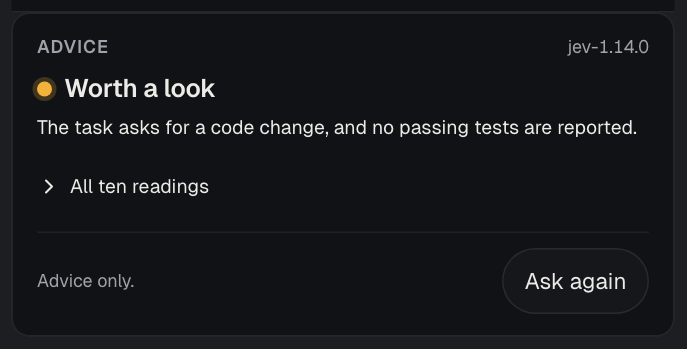 ADVICE
jev-1.14.0
Worth a look
The task asks for a code change, and no passing tests are reported.
All ten readings
Advice only.
Ask again